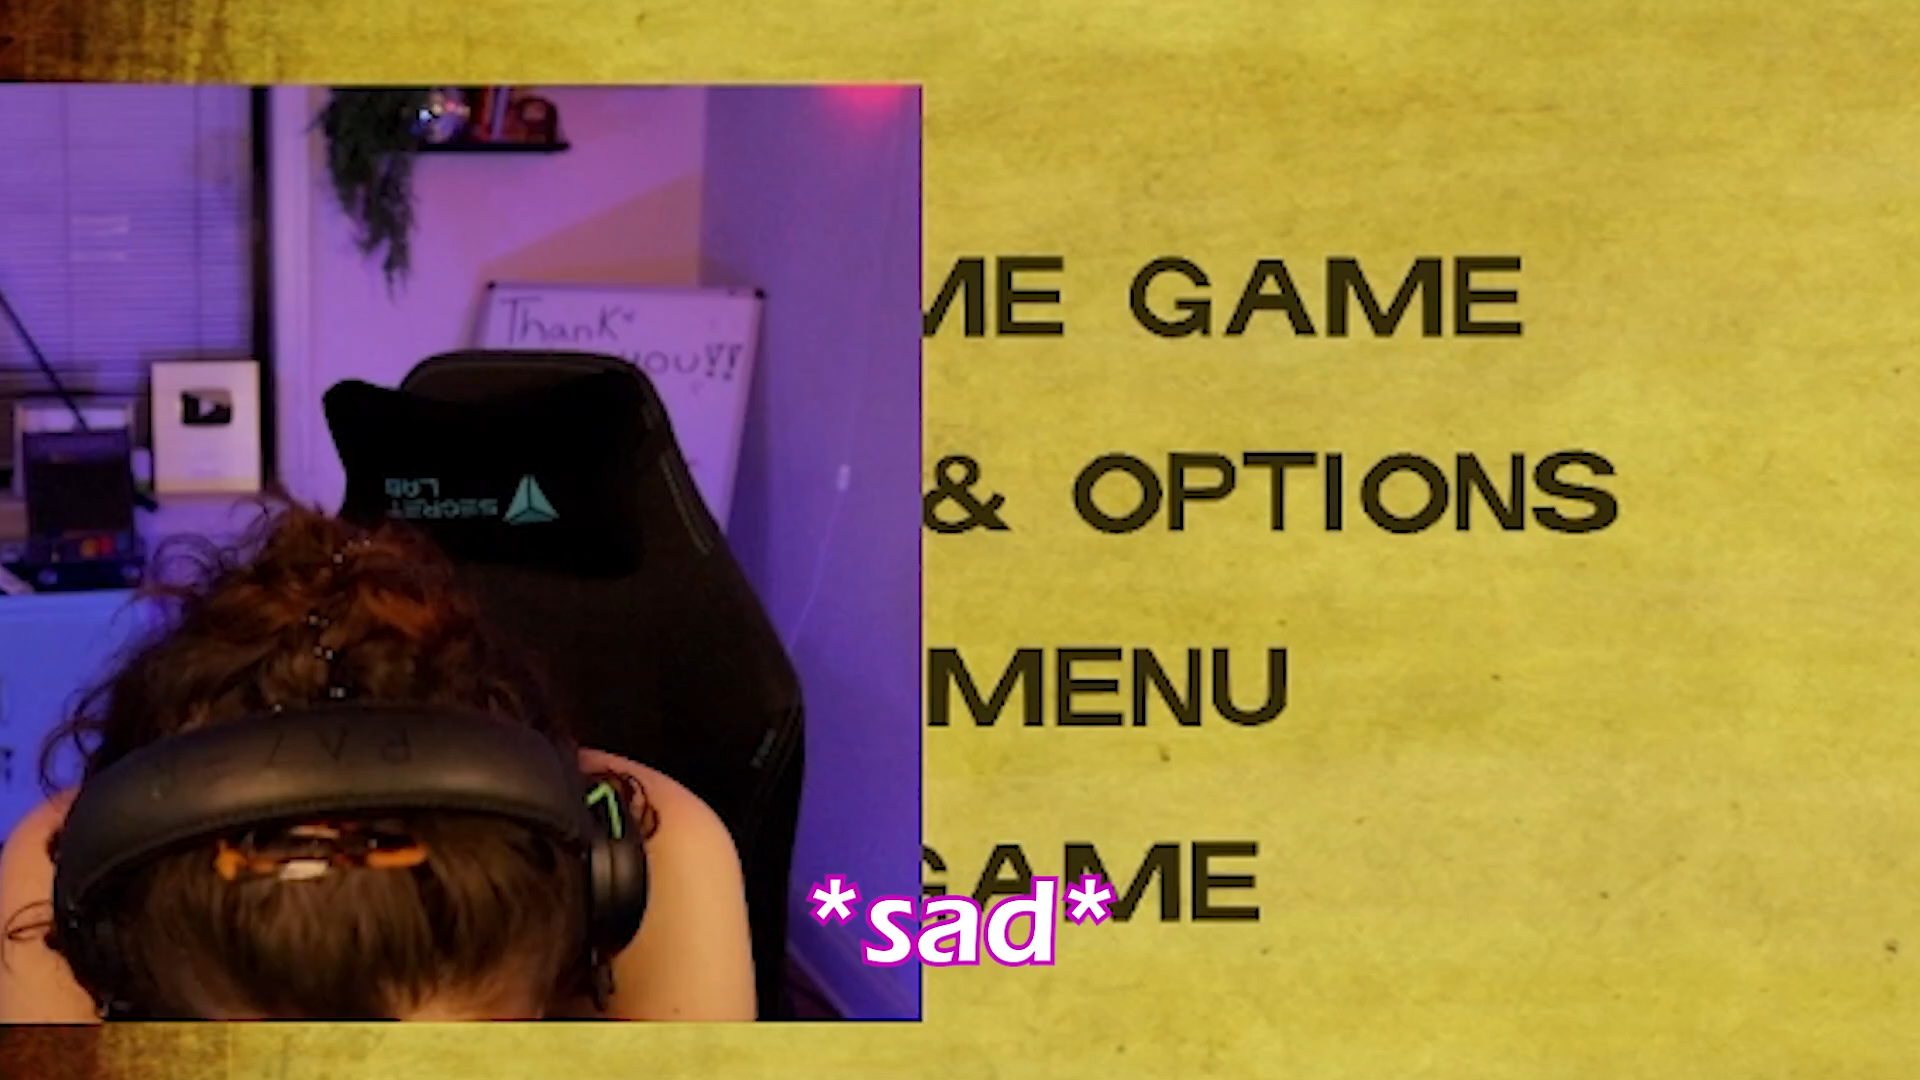 ME GAME
& OPTIONS
MENU
GAME
*sad*
Thank
YOU!!
SECRET
LAB